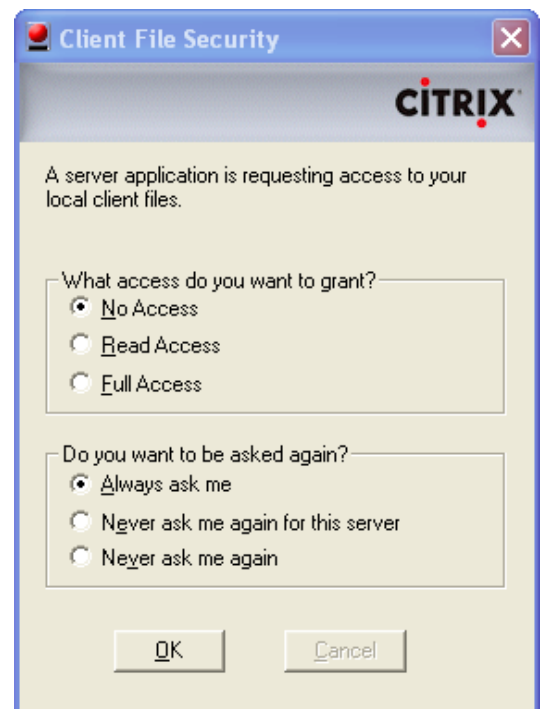 Client File Security
CITRIX
A server application is requesting access to your
local client files.
What access do you want to grant?
No Access
Read Access
Full Access
Do you want to be asked again?
Always ask me
Never ask me again for this server
Never ask me again
OK
Cancel